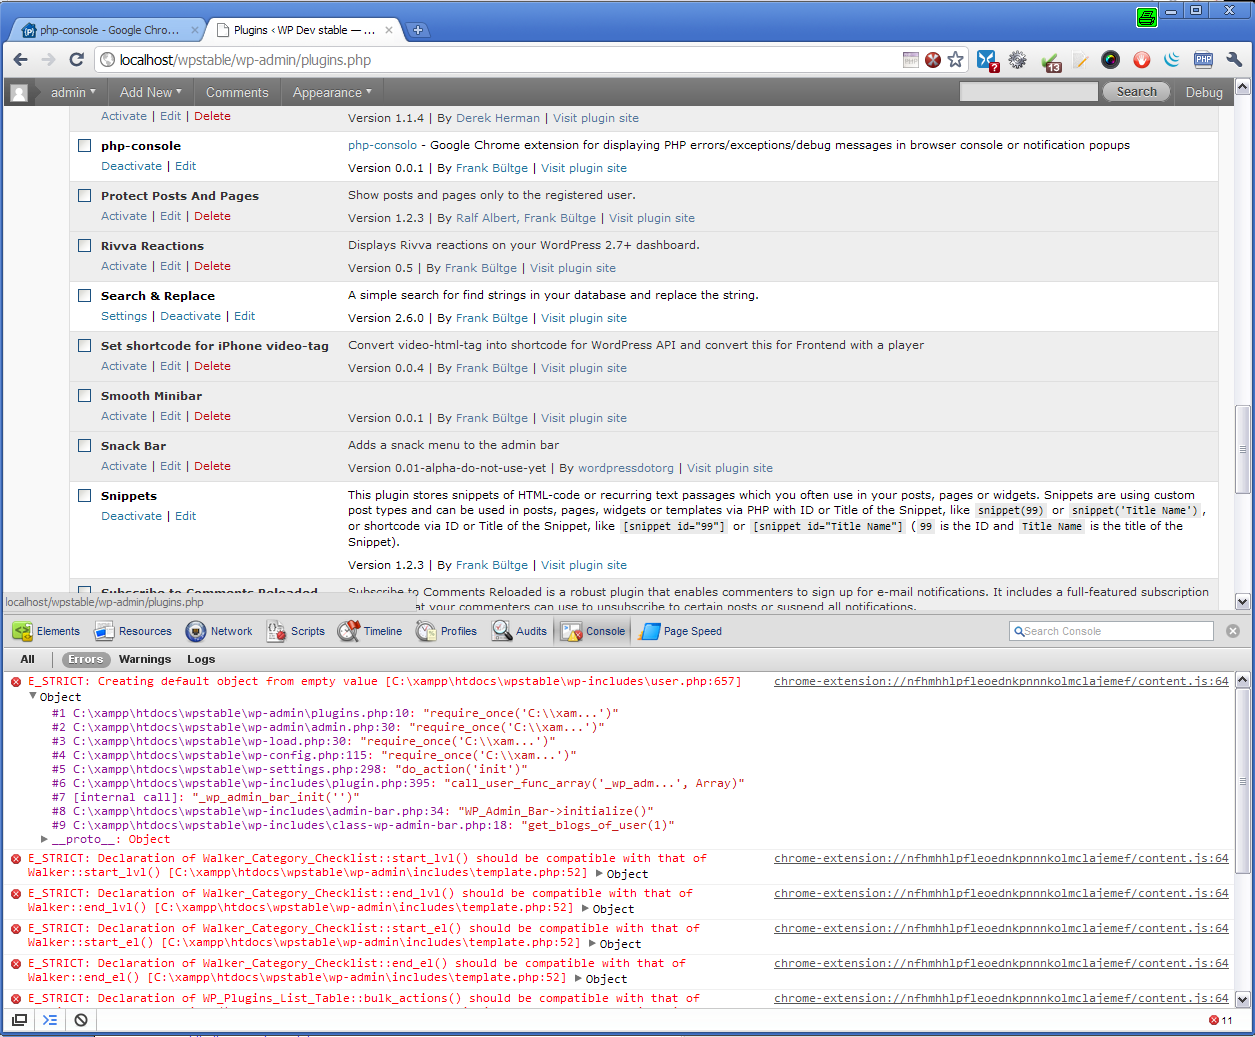 php-console - Google Chro...
Plugins ‹ WP Dev stable — ...
localhost/wpstable/wp-admin/plugins.php
PHP
?
13
PHP
admin
Add New
Comments
Appearance
Search
Debug
Activate | Edit | Delete
Version 1.1.4 | By Derek Herman | Visit plugin site
php-console
php-consolo - Google Chrome extension for displaying PHP errors/exceptions/debug messages in browser console or notification popups
Deactivate | Edit
Version 0.0.1 | By Frank Bültge | Visit plugin site
Protect Posts And Pages
Show posts and pages only to the registered user.
Activate | Edit | Delete
Version 1.2.3 | By Ralf Albert, Frank Bültge | Visit plugin site
Rivva Reactions
Displays Rivva reactions on your WordPress 2.7+ dashboard.
Activate | Edit | Delete
Version 0.5 | By Frank Bültge | Visit plugin site
Search & Replace
A simple search for find strings in your database and replace the string.
Settings | Deactivate | Edit
Version 2.6.0 | By Frank Bültge | Visit plugin site
Set shortcode for iPhone video-tag
Convert video-html-tag into shortcode for WordPress API and convert this for Frontend with a player
Activate | Edit | Delete
Version 0.0.4 | By Frank Bültge | Visit plugin site
Smooth Minibar
Activate | Edit | Delete
Version 0.0.1 | By Frank Bültge | Visit plugin site
Snack Bar
Adds a snack menu to the admin bar
Activate | Edit | Delete
Version 0.01-alpha-do-not-use-yet | By wordpressdotorg | Visit plugin site
Snippets
This plugin stores snippets of HTML-code or recurring text passages which you often use in your posts, pages or widgets. Snippets are using custom
Deactivate | Edit
post types and can be used in posts, pages, widgets or templates via PHP with ID or Title of the Snippet, like snippet(99) or snippet('Title Name') ,
or shortcode via ID or Title of the Snippet, like [snippet id="99"] or [snippet id="Title Name"] ( 99 is the ID and Title Name is the title of the
Snippet).
Version 1.2.3 | By Frank Bültge | Visit plugin site
Subscribe to Comments Reloaded
Subscribe to Comments Reloaded is a robust plugin that enables commenters to sign up for e-mail notifications. It includes a full-featured subscription
localhost/wpstable/wp-admin/plugins.php
at your commenters can use to unsubscribe to certain posts or suspend all notifications.
Elements
Resources
Network
Scripts
Timeline
Profiles
Audits
Console
Page Speed
Search Console
All
Errors
Warnings
Logs
E_STRICT: Creating default object from empty value [C:\xampp\htdocs\wpstable\wp-includes\user.php:657]
chrome-extension://nfhmhhlpfleoednkpnnnkolmclajemef/content.js:64
Object
#1 C:\xampp\htdocs\wpstable\wp-admin\plugins.php:10: "require_once('C:\\xam...')"
#2 C:\xampp\htdocs\wpstable\wp-admin\admin.php:30: "require_once('C:\\xam...')"
#3 C:\xampp\htdocs\wpstable\wp-load.php:30: "require_once('C:\\xam...')"
#4 C:\xampp\htdocs\wpstable\wp-config.php:115: "require_once('C:\\xam...')"
#5 C:\xampp\htdocs\wpstable\wp-settings.php:298: "do_action('init')"
#6 C:\xampp\htdocs\wpstable\wp-includes\plugin.php:395: "call_user_func_array('_wp_adm...', Array)"
#7 [internal call]: "_wp_admin_bar_init('')"
#8 C:\xampp\htdocs\wpstable\wp-includes\admin-bar.php:34: "WP_Admin_Bar->initialize()"
#9 C:\xampp\htdocs\wpstable\wp-includes\class-wp-admin-bar.php:18: "get_blogs_of_user(1)"
__proto__: Object
E_STRICT: Declaration of Walker_Category_Checklist::start_lvl() should be compatible with that of
chrome-extension://nfhmhhlpfleoednkpnnnkolmclajemef/content.js:64
Walker::start_lvl() [C:\xampp\htdocs\wpstable\wp-admin\includes\template.php:52] Object
E_STRICT: Declaration of Walker_Category_Checklist::end_lvl() should be compatible with that of
chrome-extension://nfhmhhlpfleoednkpnnnkolmclajemef/content.js:64
Walker::end_lvl() [C:\xampp\htdocs\wpstable\wp-admin\includes\template.php:52] Object
E_STRICT: Declaration of Walker_Category_Checklist::start_el() should be compatible with that of
chrome-extension://nfhmhhlpfleoednkpnnnkolmclajemef/content.js:64
Walker::start_el() [C:\xampp\htdocs\wpstable\wp-admin\includes\template.php:52] Object
E_STRICT: Declaration of Walker_Category_Checklist::end_el() should be compatible with that of
chrome-extension://nfhmhhlpfleoednkpnnnkolmclajemef/content.js:64
Walker::end_el() [C:\xampp\htdocs\wpstable\wp-admin\includes\template.php:52] Object
E_STRICT: Declaration of WP_Plugins_List_Table::bulk_actions() should be compatible with that of
chrome-extension://nfhmhhlpfleoednkpnnnkolmclajemef/content.js:64
11